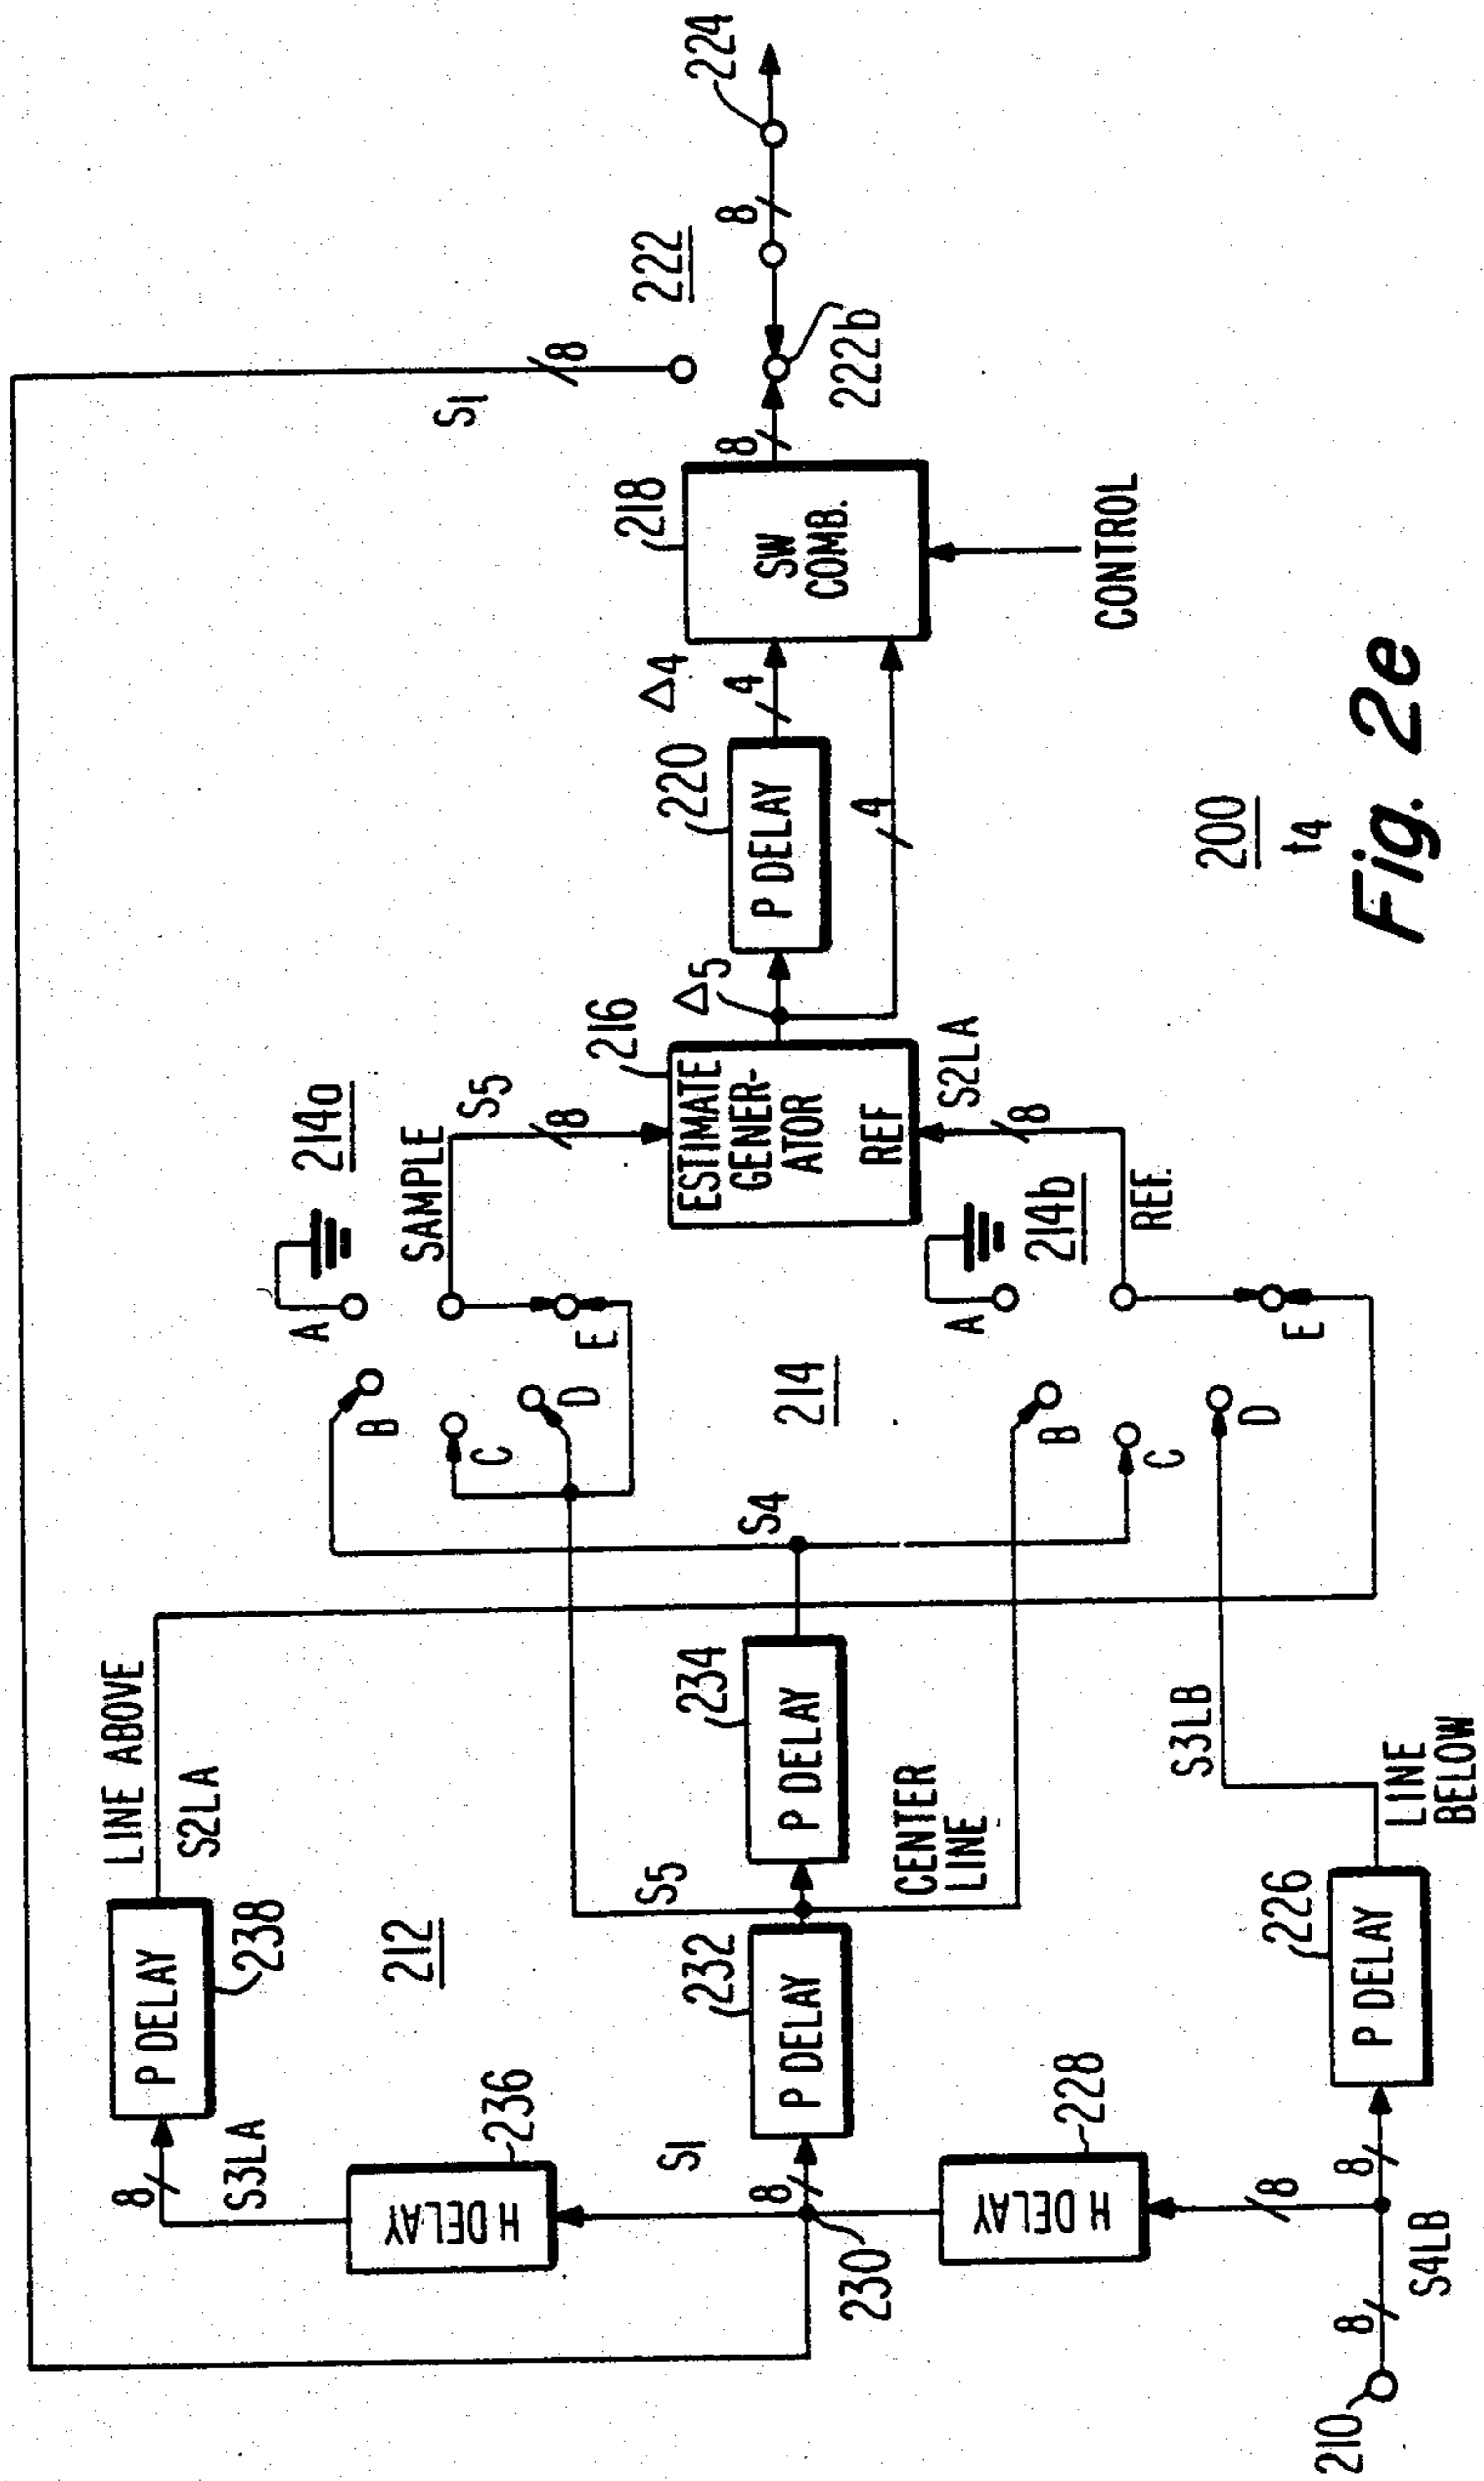 LINE ABOVE
S2LA
P DELAY
238
8
S3LA
212
236
H DELAY
S1
8
230
228
H DELAY
8
8
210
8
S4LB
232
P DELAY
S5
234
P DELAY
CENTER
LINE
226
P DELAY
S3LB
LINE
BELOW
S4
214
A
B
C
D
E
214a
SAMPLE
S5
8
216
ESTIMATE
GENER-
ATOR
REF
S2LA
8
214b
REF.
A
B
C
D
E
Δ5
220
P DELAY
Δ4
4
4
218
SW
COMB.
CONTROL
8
S1
8
222
222b
8
224
200
t4
Fig. 2e